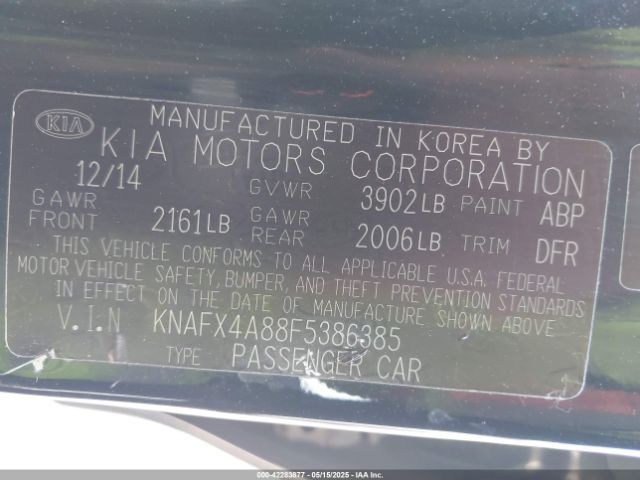 KIA
MANUFACTURED IN KOREA BY
KIA MOTORS CORPORATION
12/14 GVWR 3902LB PAINT ABP
GAWR FRONT 2161LB GAWR REAR 2006LB TRIM DFR
THIS VEHICLE CONFORMS TO ALL APPLICABLE U.S.A. FEDERAL
MOTOR VEHICLE SAFETY, BUMPER, AND THEFT PREVENTION STANDARDS
IN EFFECT ON THE DATE OF MANUFACTURE SHOWN ABOVE
V.I.N KNAFX4A88F5386385
TYPE PASSENGER CAR
000-42283877 - 05/15/2025 - IAA Inc.